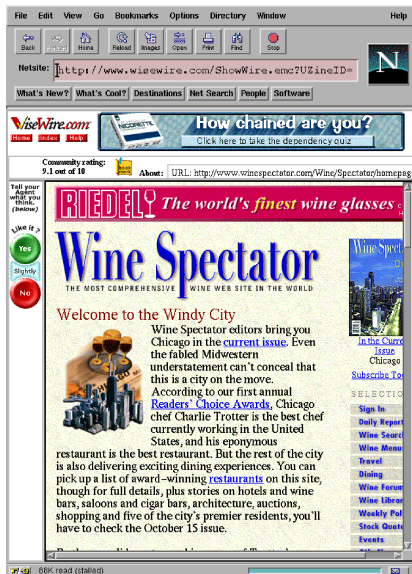 File Edit View Go Bookmarks Options Directory Window Help
Back Forward Home Reload Images Open Print Find Stop
Netsite: http://www.wisewire.com/ShowWire.emc?UZineID=
N
What's New? What's Cool? Destinations Net Search People Software
WiseWire.com
Home Index Help
NICORETTE
How chained are you?
Click here to take the dependency quiz
Community rating:
9.1 out of 10
About: URL: http://www.winespectator.com/Wine/Spectator/homepag
Tell your
Agent
what you
think.
(below)
Like it?
Yes
Slightly
No
RIEDEL The world's finest wine glasses
Wine Spectator
THE MOST COMPREHENSIVE WINE WEB SITE IN THE WORLD
Welcome to the Windy City
Wine Spectator editors bring you
Chicago in the current issue. Even
the fabled Midwestern
understatement can't conceal that
this is a city on the move.
According to our first annual
Readers' Choice Awards, Chicago
chef Charlie Trotter is the best chef
currently working in the United
States, and his eponymous
restaurant is the best restaurant. But the rest of the city
is also delivering exciting dining experiences. You can
pick up a list of award-winning restaurants on this site,
though for full details, plus stories on hotels and wine
bars, saloons and cigar bars, architecture, auctions,
shopping and five of the city's premier residents, you'll
have to check the October 15 issue.
Wine Spect
In the Curre
Issue
Chicago
Subscribe To
SELECTIO
Sign In
Daily Report
Wine Searc
Wine Menu
Travel
Dining
Wine Forum
Wine Librar
Weekly Pol
Stock Quot
Events
88K read (stalled)